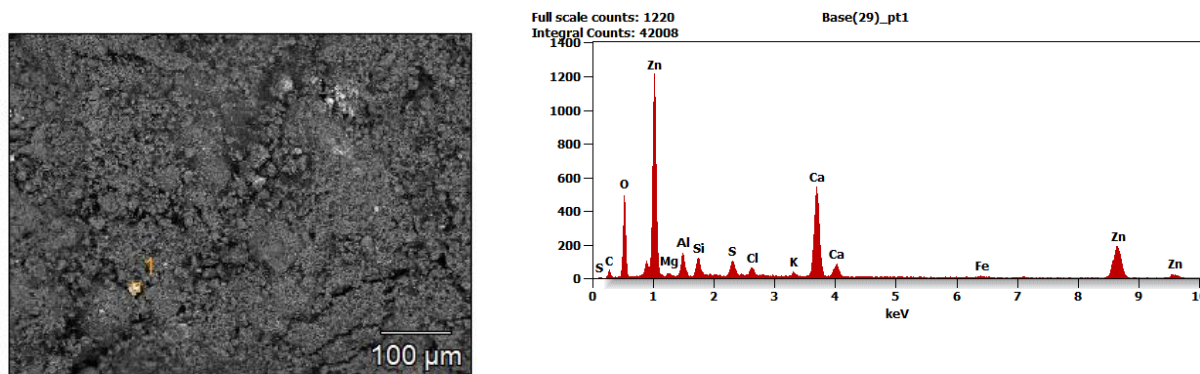 1
100 µm
Full scale counts: 1220
Base(29)_pt1
Integral Counts: 42008
1400
1200
1000
800
600
400
200
0
Zn
O
Ca
S
C
Mg
Al
Si
S
Cl
K
Ca
Fe
Zn
Zn
0 1 2 3 4 5 6 7 8 9 10
keV